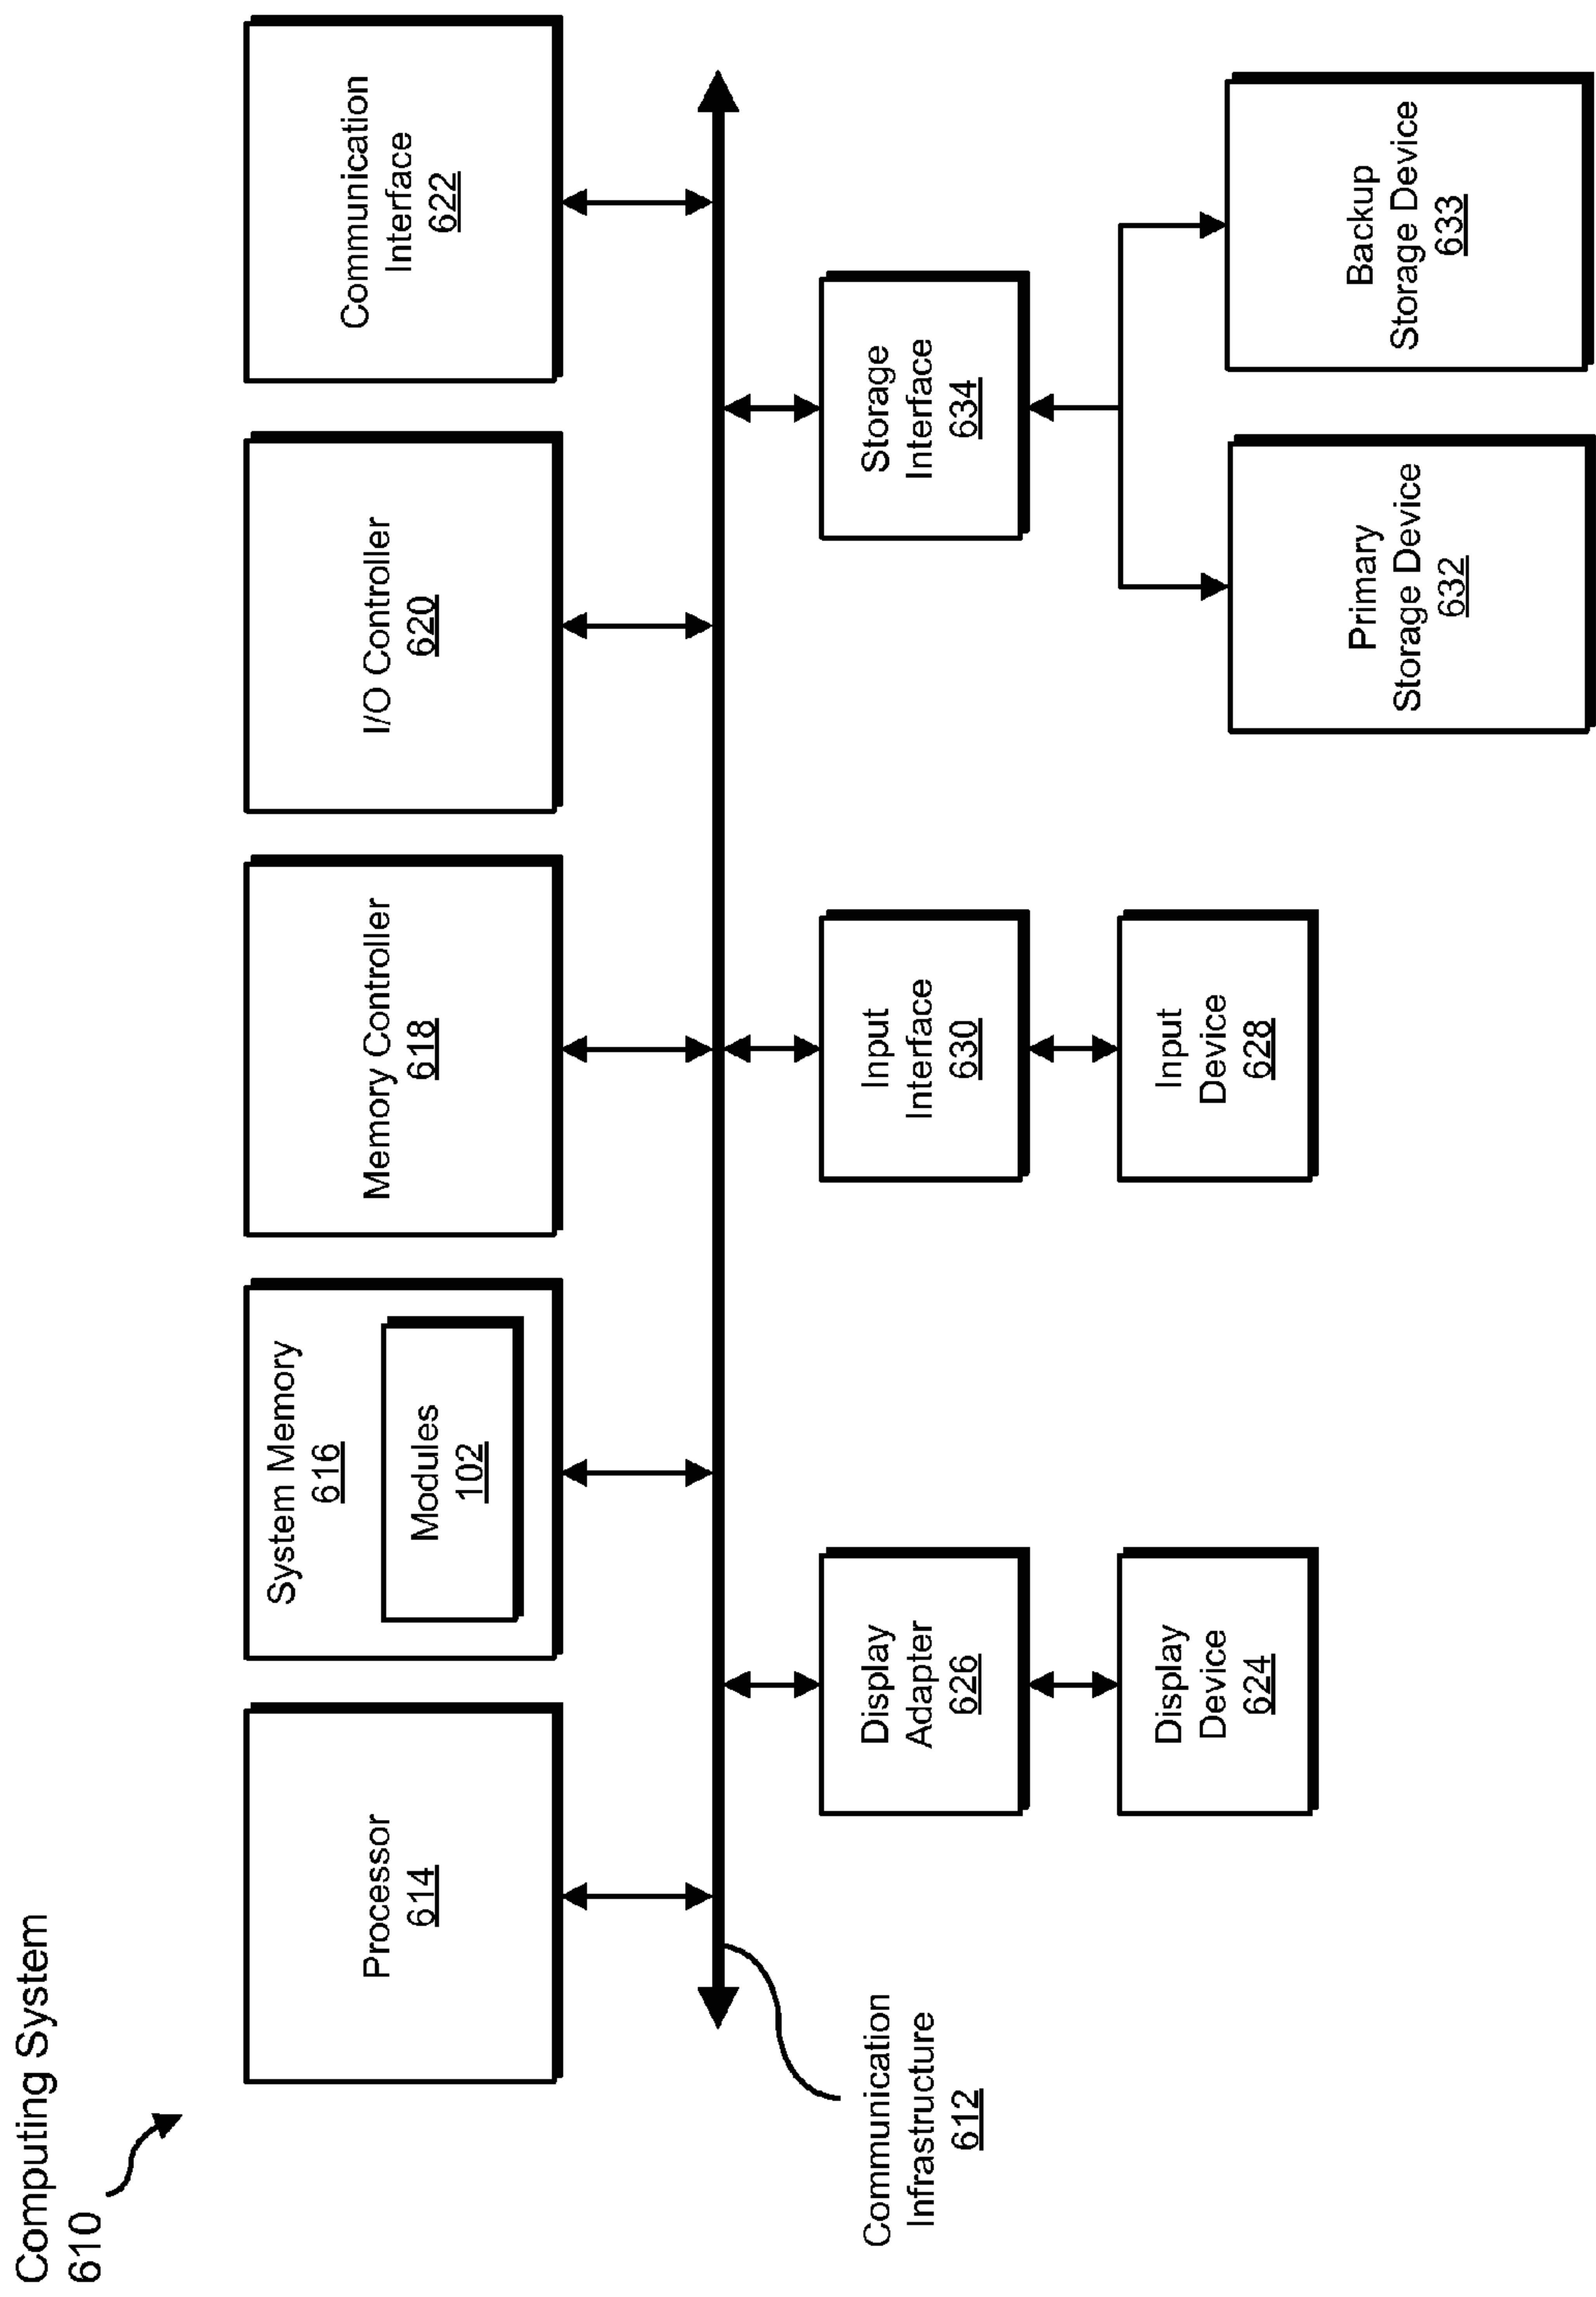 Computing System
610
Processor
614
System Memory
616
Modules
102
Memory Controller
618
I/O Controller
620
Communication
Interface
622
Communication
Infrastructure
612
Display
Adapter
626
Input
Interface
630
Storage
Interface
634
Display
Device
624
Input
Device
628
Primary
Storage Device
632
Backup
Storage Device
633